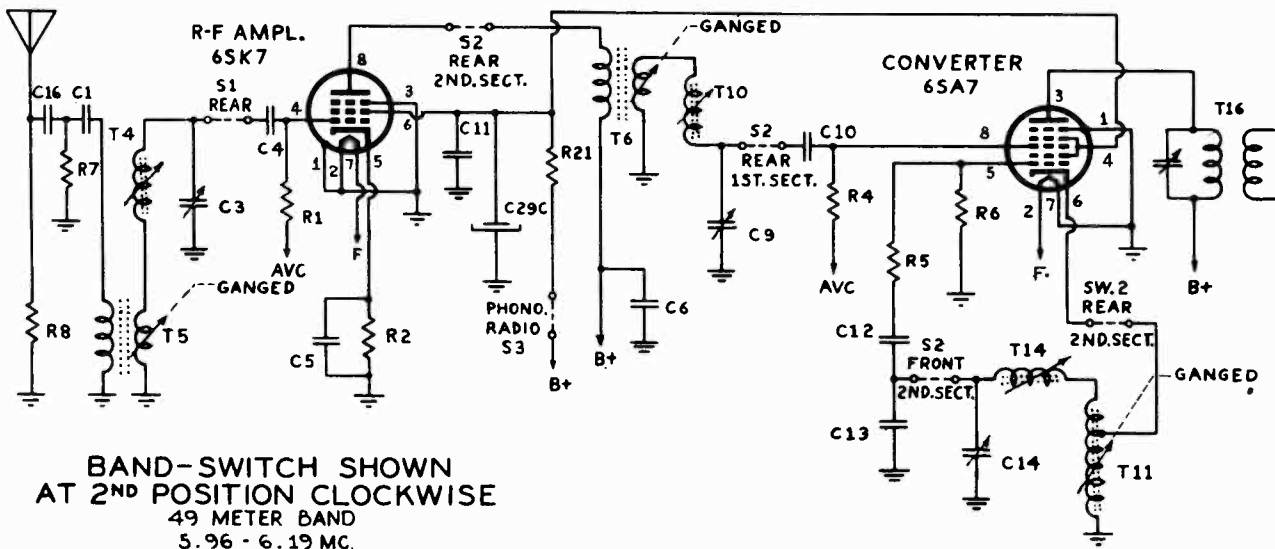 R-F AMPL.
6SK7
S2
REAR
2ND. SECT.
GANGED
CONVERTER
6SA7
C16
C1
T4
S1
REAR
C4
8
4
3
6
1
2
7
5
C11
R21
T6
T10
S2
REAR
1ST. SECT.
C10
3
8
5
1
4
2
7
6
T16
R7
C3
R1
AVC
F
C29C
C9
R4
AVC
R6
R5
F.
B+
GANGED
R8
T5
C5
R2
PHONO.
RADIO
S3
B+
B+
C6
C12
S2
FRONT
2ND. SECT.
T14
SW.2
REAR
2ND. SECT.
GANGED
C13
C14
T11
BAND-SWITCH SHOWN
AT 2ND POSITION CLOCKWISE
49 METER BAND
5.96 - 6.19 MC.